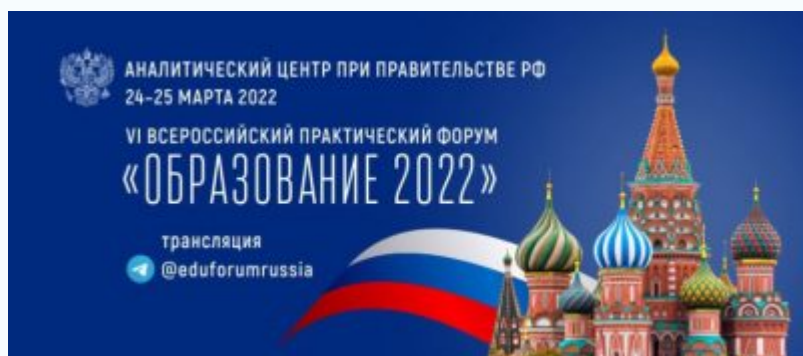 АНАЛИТИЧЕСКИЙ ЦЕНТР ПРИ ПРАВИТЕЛЬСТВЕ РФ
24–25 МАРТА 2022
VI ВСЕРОССИЙСКИЙ ПРАКТИЧЕСКИЙ ФОРУМ
«ОБРАЗОВАНИЕ 2022»
трансляция
@eduforumrussia